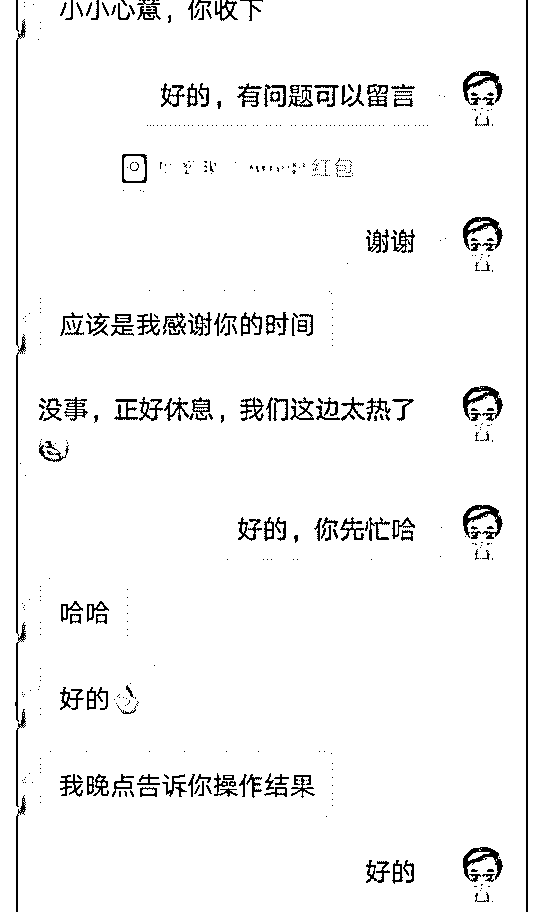 小小心意，你收下
好的，有问题可以留言
红包
谢谢
应该是我感谢你的时间
没事，正好休息，我们这边太热了
好的，你先忙哈
哈哈
好的
我晚点告诉你操作结果
好的